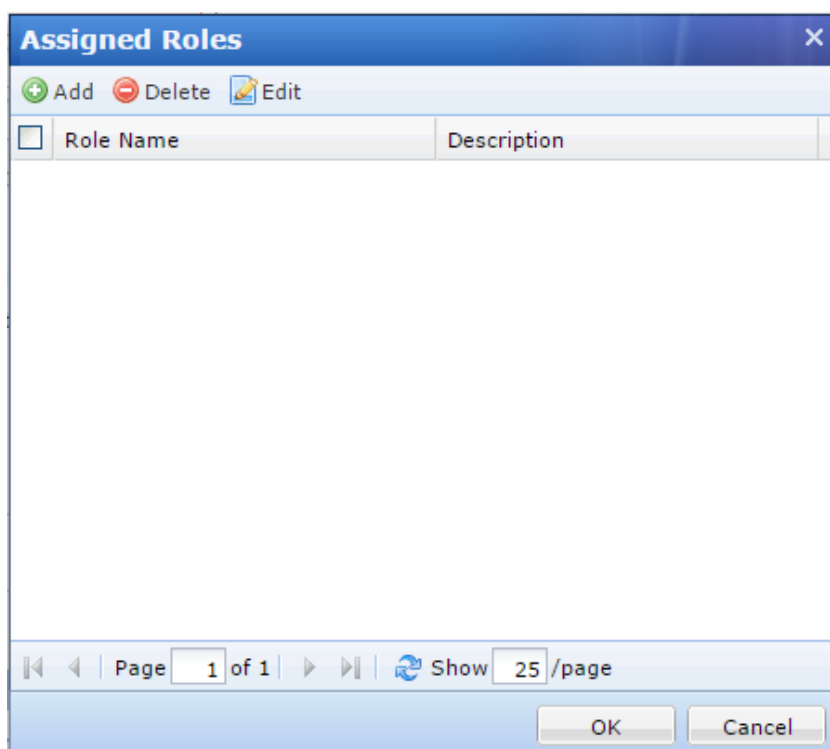 Assigned Roles
Add Delete Edit
Role Name Description
Page 1 of 1 Show 25 /page
OK Cancel